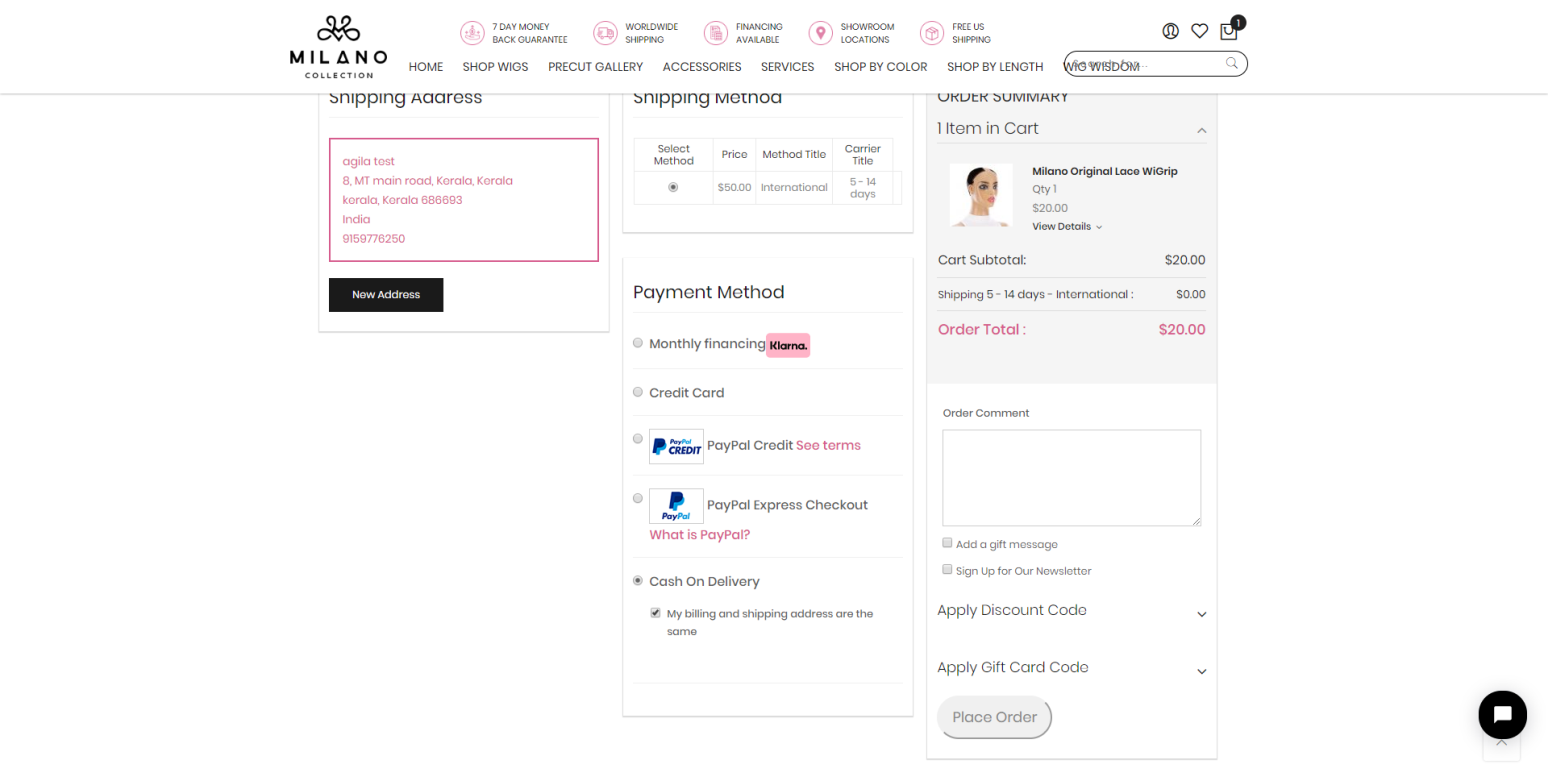 MILANO
COLLECTION
7 DAY MONEY
BACK GUARANTEE
WORLDWIDE
SHIPPING
FINANCING
AVAILABLE
SHOWROOM
LOCATIONS
FREE US
SHIPPING
1
HOME
SHOP WIGS
PRECUT GALLERY
ACCESSORIES
SERVICES
SHOP BY COLOR
SHOP BY LENGTH
WIG WISDOM
Shipping Address
agila test
8, MT main road, Kerala, Kerala
korala, Kerala 686693
India
9159776250
New Address
Shipping Method
Select Method
Price
Method Title
Carrier Title
$50.00
International
5 - 14 days
Payment Method
Monthly financing Klarna.
Credit Card
PayPal CREDIT PayPal Credit See terms
PayPal PayPal Express Checkout
What is PayPal?
Cash On Delivery
My billing and shipping address are the
same
ORDER SUMMARY
1 Item in Cart
Milano Original Lace WiGrip
Qty 1
$20.00
View Details
Cart Subtotal: $20.00
Shipping 5 - 14 days - International : $0.00
Order Total : $20.00
Order Comment
Add a gift message
Sign Up for Our Newsletter
Apply Discount Code
Apply Gift Card Code
Place Order